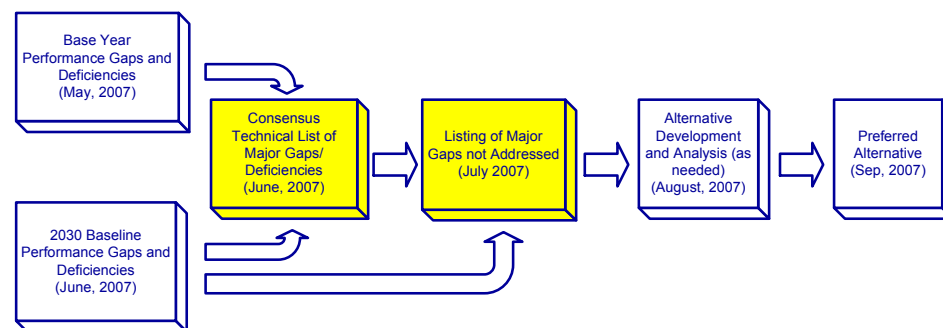 Base Year
Performance Gaps and
Deficiencies
(May, 2007)
Consensus
Technical List of
Major Gaps/
Deficiencies
(June, 2007)
Listing of Major
Gaps not Addressed
(July 2007)
Alternative
Development
and Analysis (as
needed)
(August, 2007)
Preferred
Alternative
(Sep, 2007)
2030 Baseline
Performance Gaps and
Deficiencies
(June, 2007)